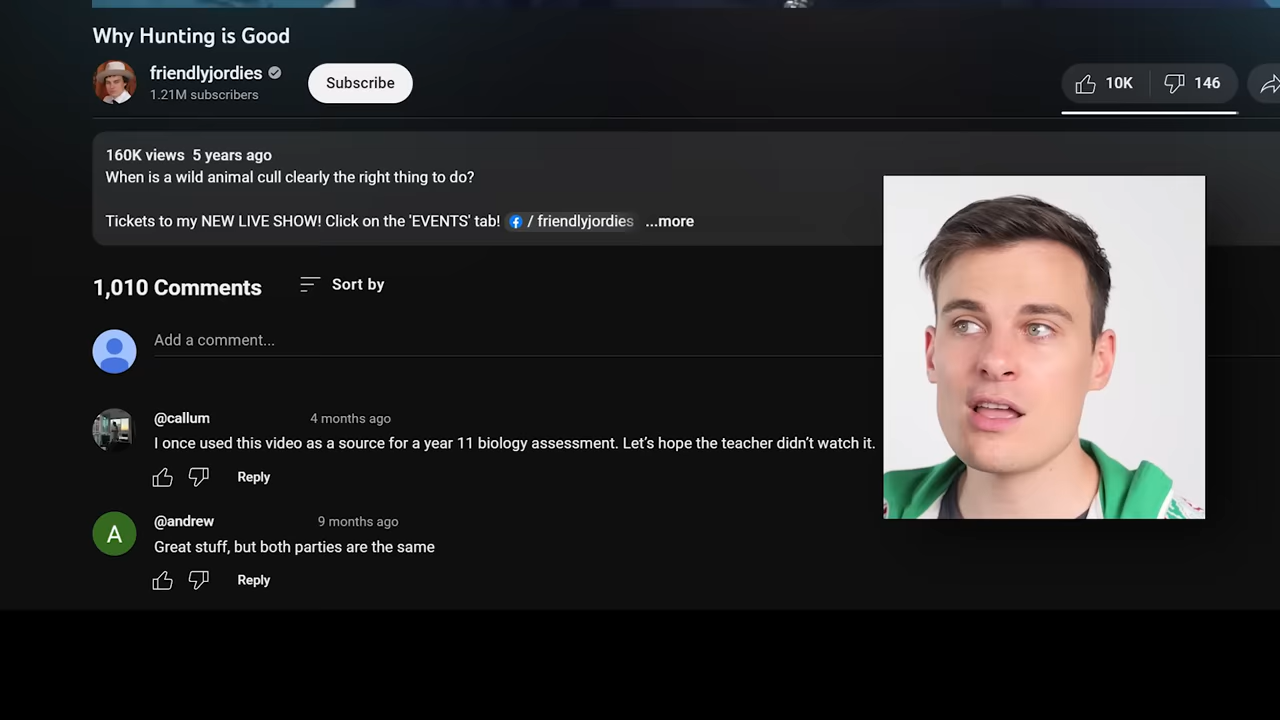 Why Hunting is Good
friendlyjordies
1.21M subscribers
Subscribe
10K
146
160K views 5 years ago
When is a wild animal cull clearly the right thing to do?
Tickets to my NEW LIVE SHOW! Click on the 'EVENTS' tab! / friendlyjordies ...more
1,010 Comments
Sort by
Add a comment...
@callum 4 months ago
I once used this video as a source for a year 11 biology assessment. Let’s hope the teacher didn’t watch it.
Reply
A
@andrew 9 months ago
Great stuff, but both parties are the same
Reply